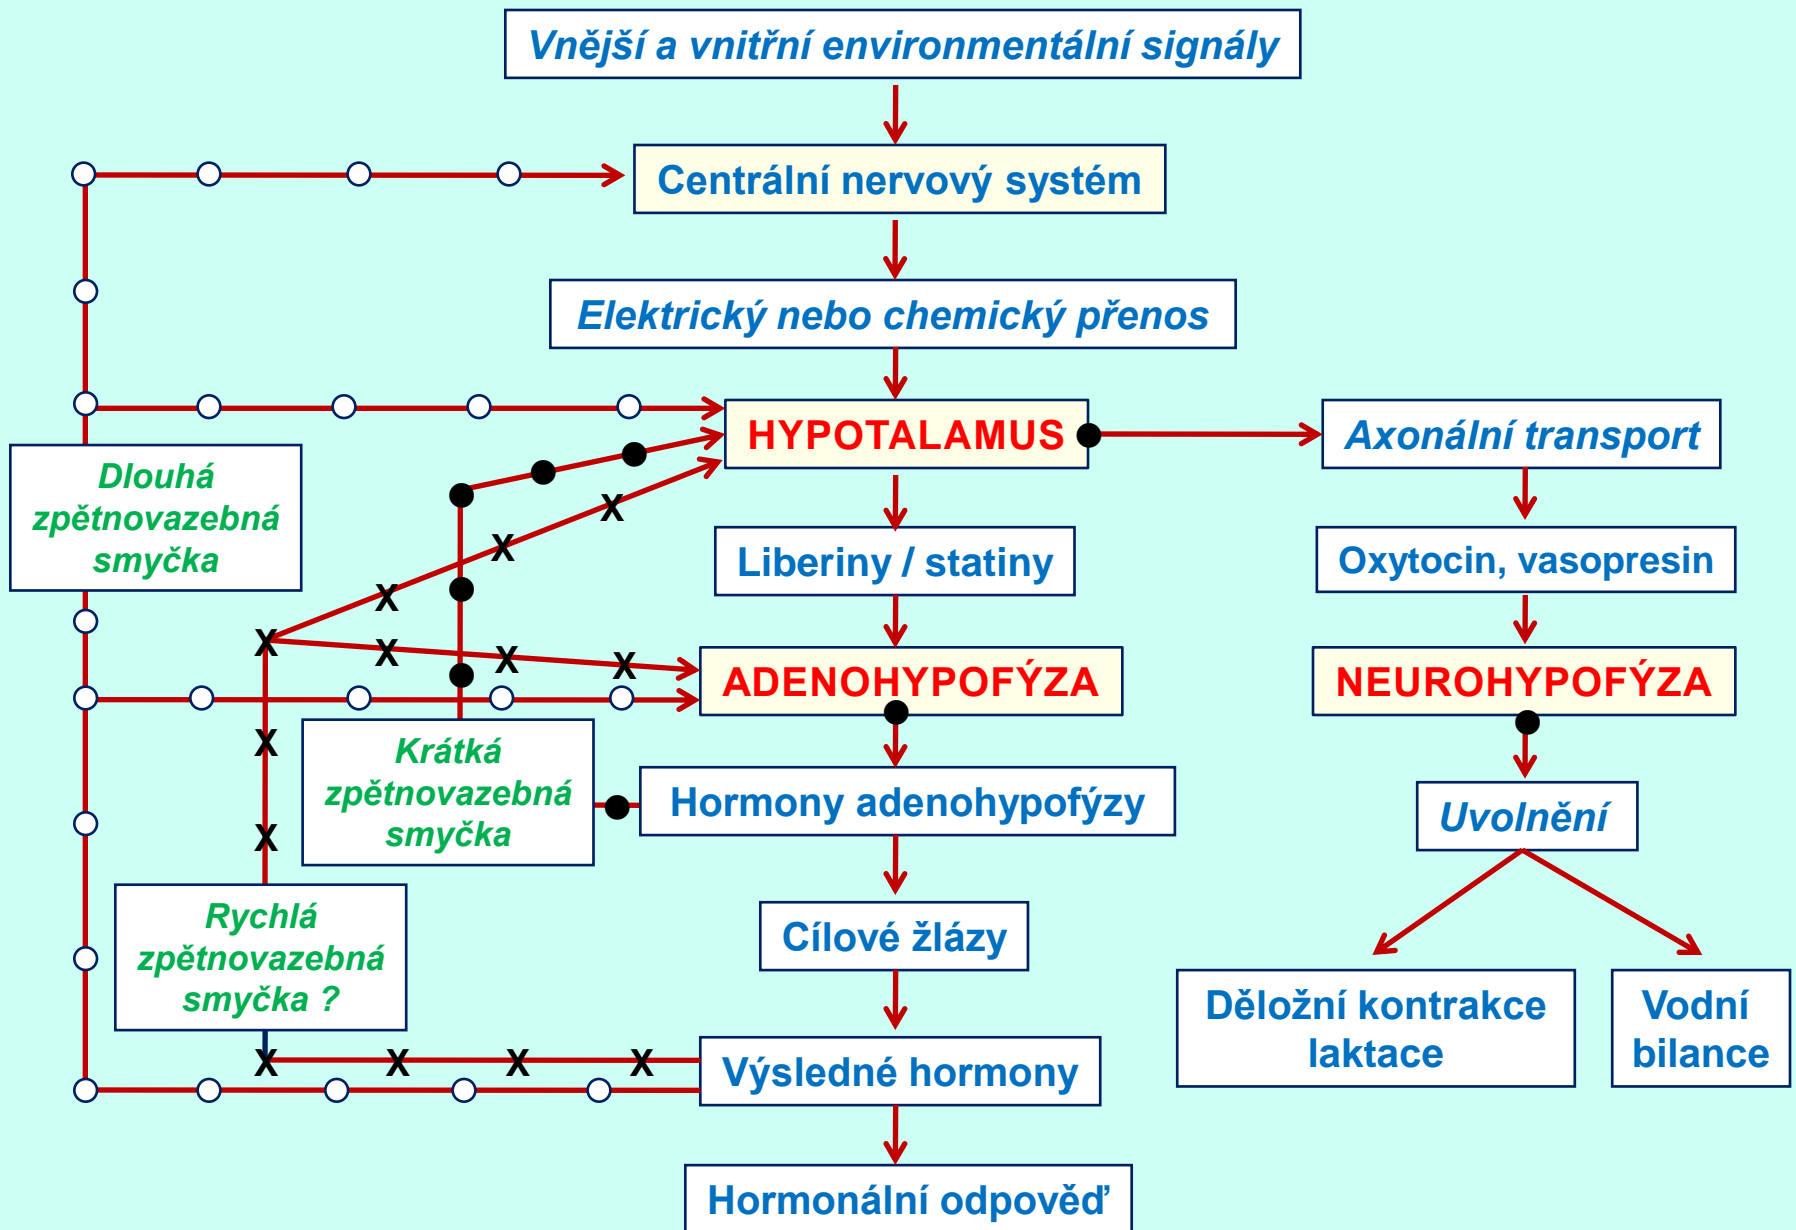 Vnější a vnitřní environmentální signály
Centrální nervový systém
Elektrický nebo chemický přenos
HYPOTALAMUS
Axonální transport
Dlouhá
zpětnovazebná
smyčka
Liberiny / statiny
Oxytocin, vasopresin
ADENOHYPOFÝZA
NEUROHYPOFÝZA
Krátká
zpětnovazebná
smyčka
Hormony adenohypofýzy
Uvolnění
Rychlá
zpětnovazebná
smyčka ?
Cílové žlázy
Děložní kontrakce
laktace
Vodní
bilance
Výsledné hormony
Hormonální odpověď
X
X
X
X
X
X
X
X
X
X
X
X
X